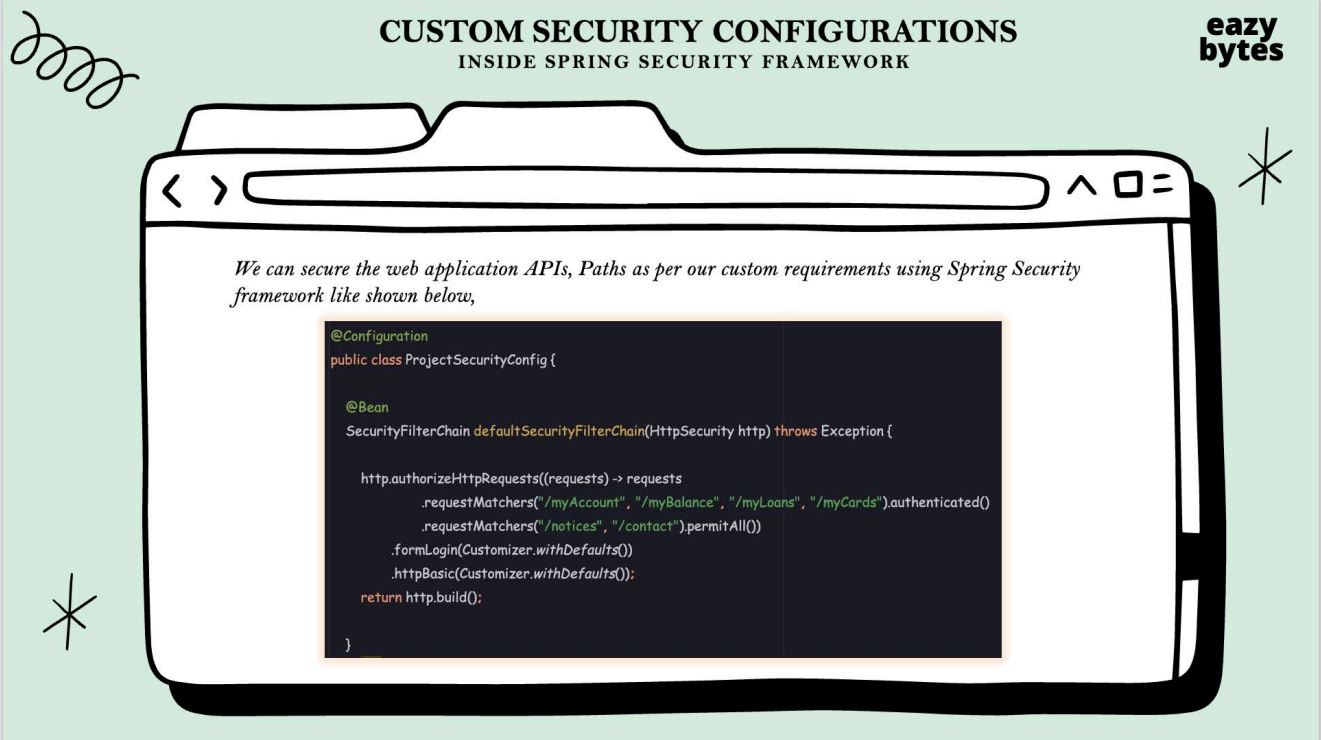 CUSTOM SECURITY CONFIGURATIONS
INSIDE SPRING SECURITY FRAMEWORK
eazy
bytes
We can secure the web application APIs, Paths as per our custom requirements using Spring Security
framework like shown below,
@Configuration
public class ProjectSecurityConfig {
@Bean
SecurityFilterChain defaultSecurityFilterChain(HttpSecurity http) throws Exception {
http.authorizeHttpRequests((requests) -> requests
.requestMatchers("/myAccount", "/myBalance", "/myLoans", "/myCards").authenticated()
.requestMatchers("/notices", "/contact").permitAll())
.formLogin(Customizer.withDefaults())
.httpBasic(Customizer.withDefaults());
return http.build();
}